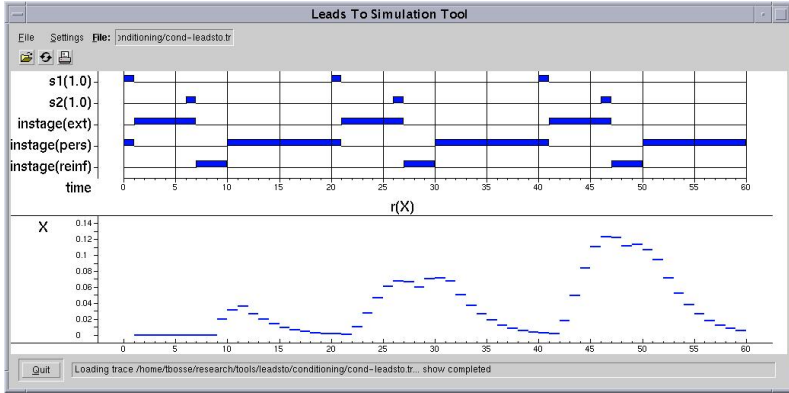 Leads To Simulation Tool
File Settings File: onditioning/cond-leadsto.tr
s1(1.0)
s2(1.0)
instage(ext)
instage(pers)
instage(reinf)
time 0 5 10 15 20 25 30 35 40 45 50 55 60
r(X)
X
0.14
0.12
0.1
0.08
0.06
0.04
0.02
0
0 5 10 15 20 25 30 35 40 45 50 55 60
Quit Loading trace /home/tbosse/research/tools/leadsto/conditioning/cond-leadsto.tr... show completed